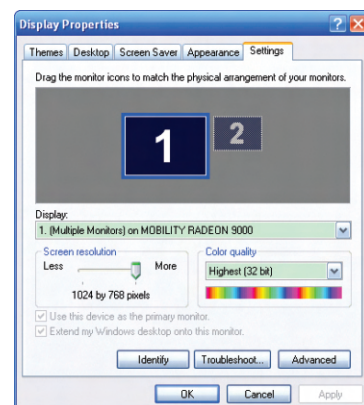 Display Properties
Themes Desktop Screen Saver Appearance Settings
Drag the monitor icons to match the physical arrangement of your monitors.
1 2
Display:
1. (Multiple Monitors) on MOBILITY RADEON 9000
Screen resolution
Less More
1024 by 768 pixels
Color quality
Highest (32 bit)
Use this device as the primary monitor.
Extend my Windows desktop onto this monitor.
Identify Troubleshoot... Advanced
OK Cancel Apply